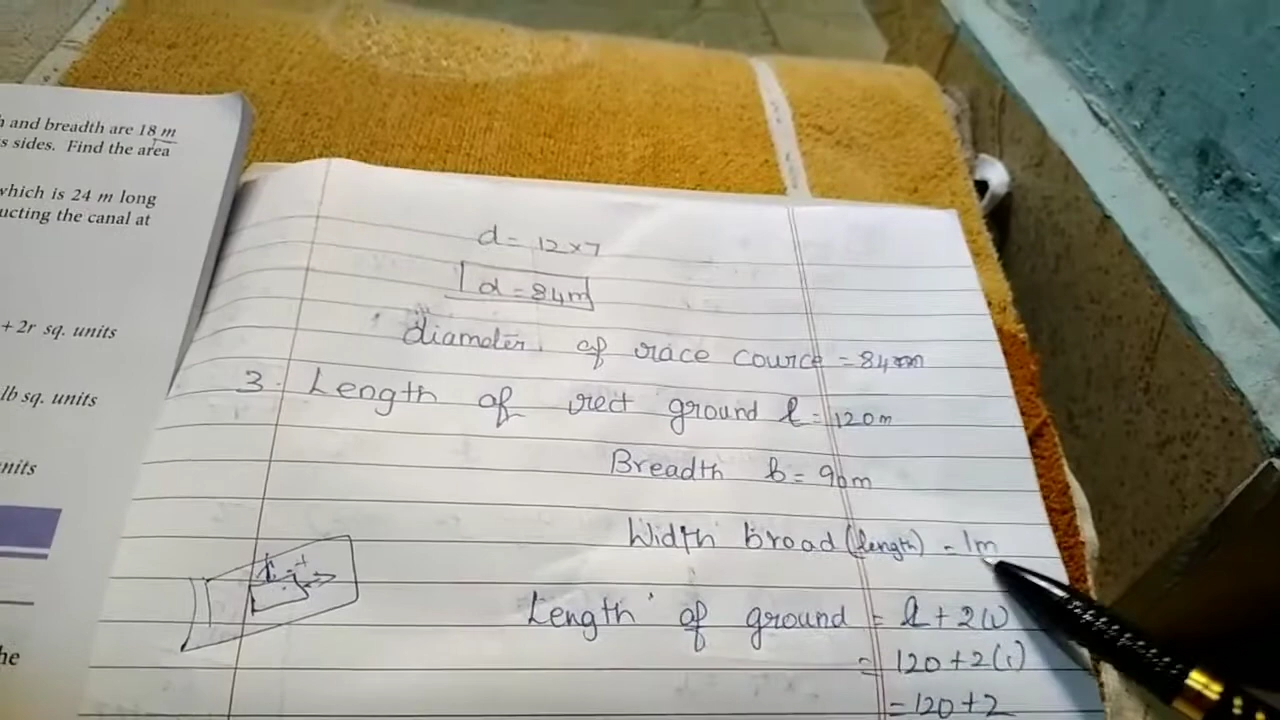 h and breadth are 18 m
s sides. Find the area
which is 24 m long
ucting the canal at
+ 2r sq. units
lb sq. units
nits
he
d = 12 × 7
d = 84m
diameter of race cource = 84m
3. Length of rect ground l = 120m
Breadth b = 90m
Width broad (length) = 1m
Length of ground = l + 2(w)
= 120 + 2(1)
= 120 + 2